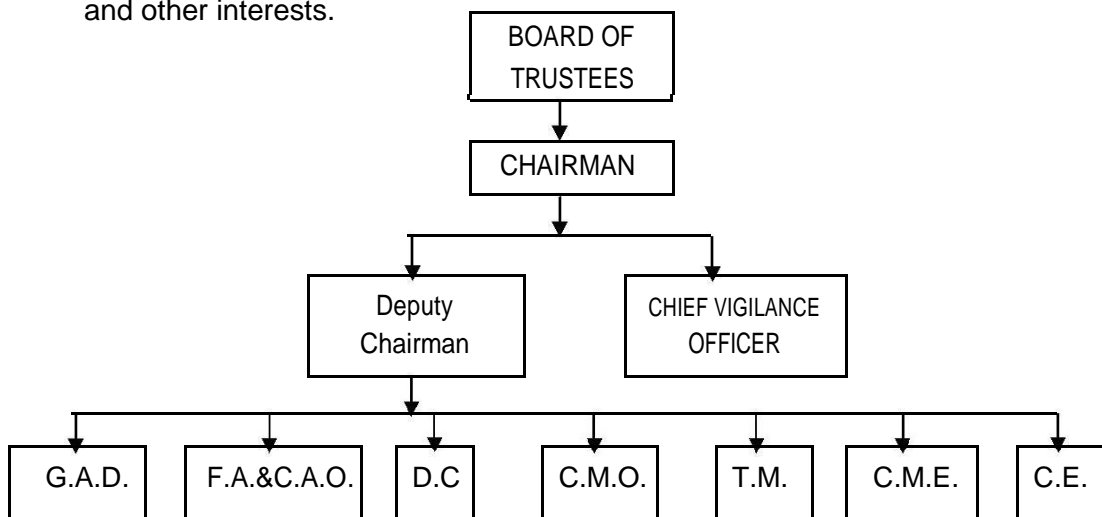 and other interests.
BOARD OF
TRUSTEES
CHAIRMAN
Deputy
Chairman
CHIEF VIGILANCE
OFFICER
G.A.D.
F.A.&C.A.O.
D.C
C.M.O.
T.M.
C.M.E.
C.E.